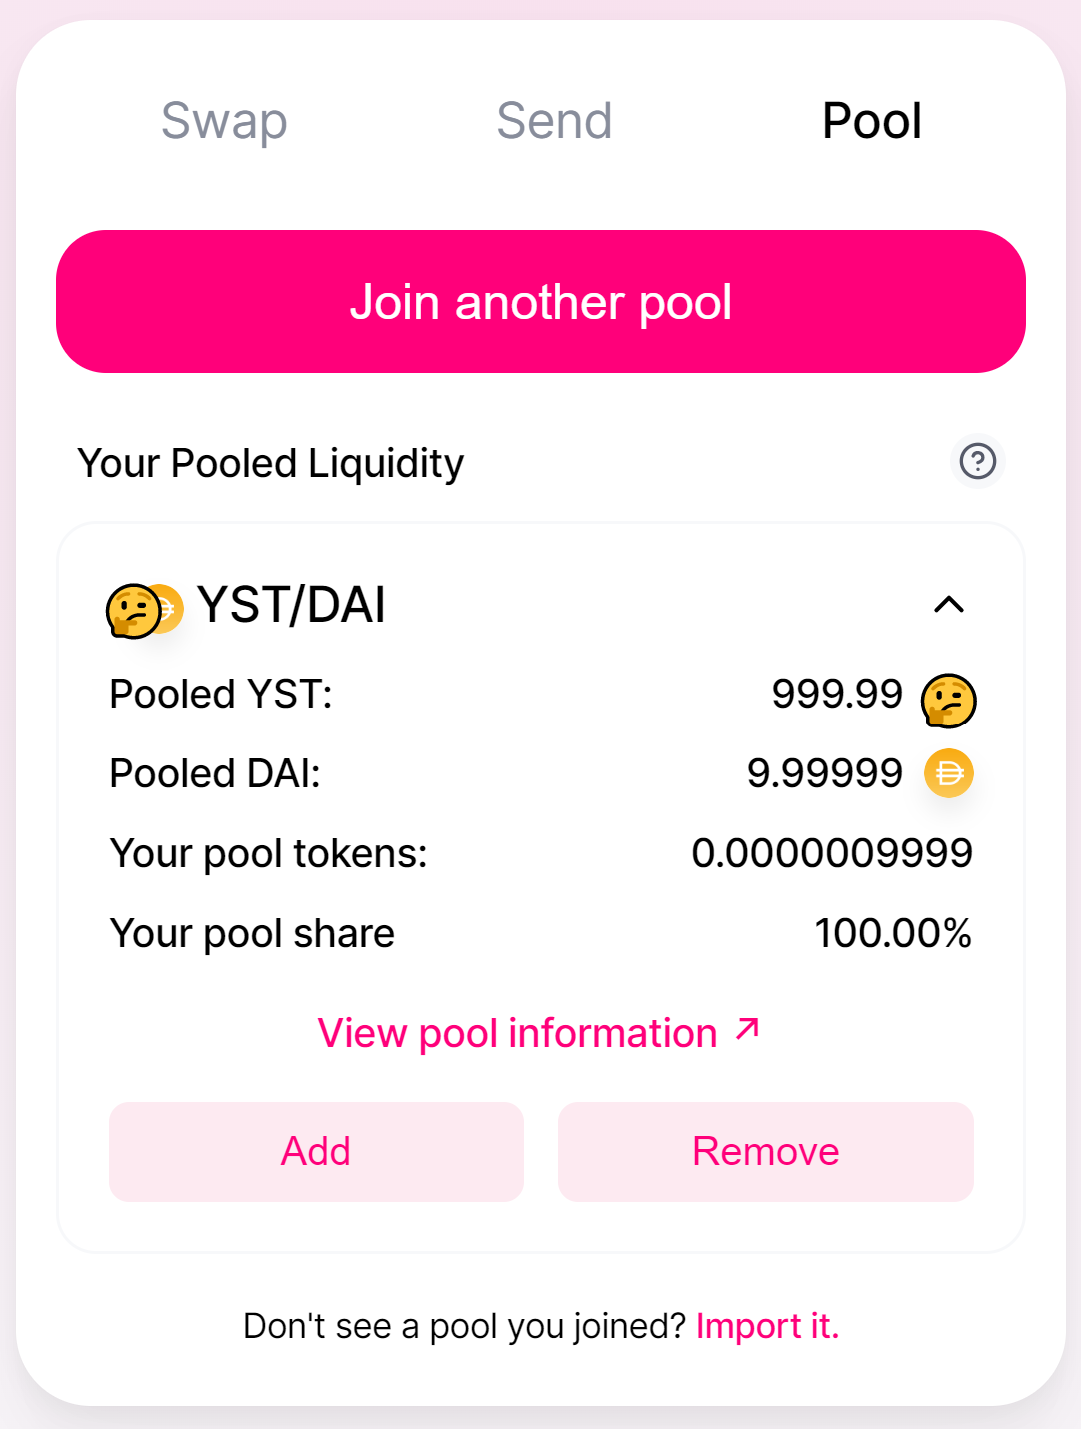 Swap Send Pool
Join another pool
Your Pooled Liquidity
YST/DAI
Pooled YST: 999.99
Pooled DAI: 9.99999
Your pool tokens: 0.0000009999
Your pool share 100.00%
View pool information ↗
Add Remove
Don't see a pool you joined? Import it.